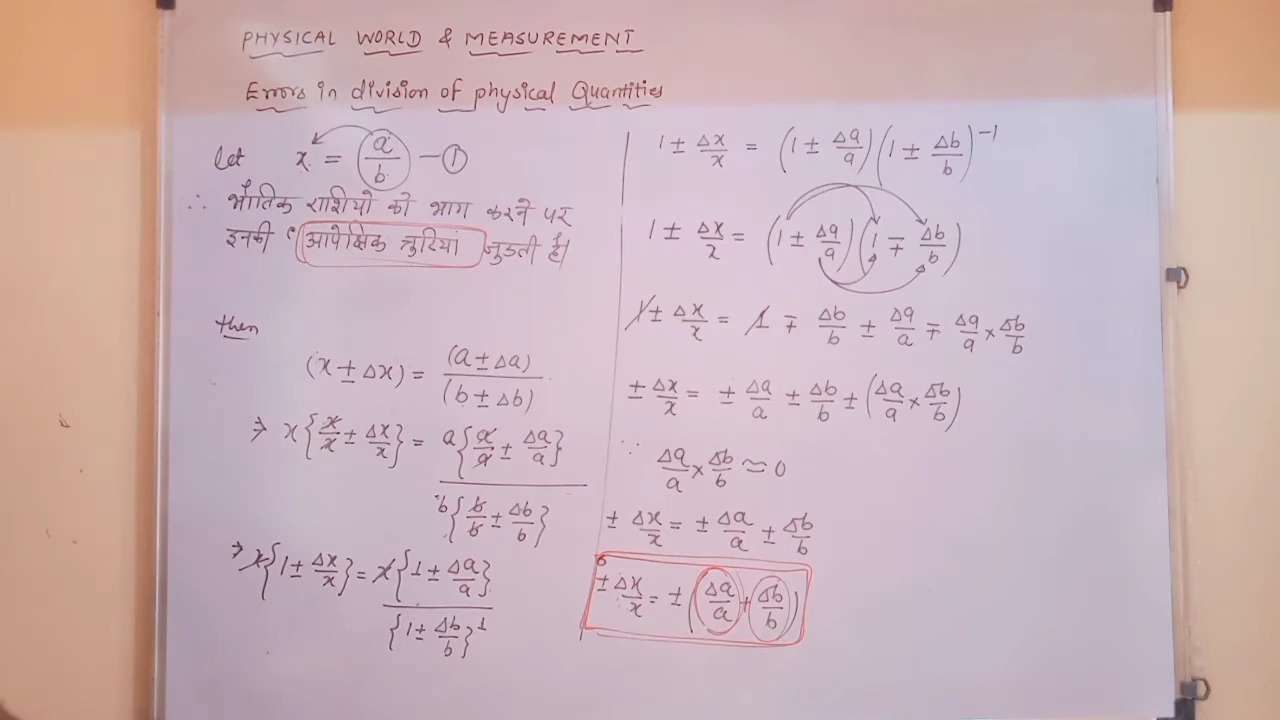 PHYSICAL WORLD & MEASUREMENT
Errors in division of physical Quantities
Let x = a/b — ①
∴ भौतिक राशियो को भाग करने पर
इनकी आपेक्षिक त्रुटियां जुडती है।
then
(x ± Δx) = (a ± Δa)/(b ± Δb)
⇒ x{x/x ± Δx/x} = a{a/a ± Δa/a}/b{b/b ± Δb/b}
⇒ x{1 ± Δx/x} = x{1 ± Δa/a}/{1 ± Δb/b}¹
1 ± Δx/x = (1 ± Δa/a)(1 ± Δb/b)⁻¹
1 ± Δx/x = (1 ± Δa/a)(1 ∓ Δb/b)
1 ± Δx/x = 1 ∓ Δb/b ± Δa/a ∓ Δa/a × Δb/b
± Δx/x = ± Δa/a ± Δb/b ± (Δa/a × Δb/b)
∵ Δa/a × Δb/b ≈ 0
± Δx/x = ± Δa/a ± Δb/b
± Δx/x = ± (Δa/a + Δb/b)